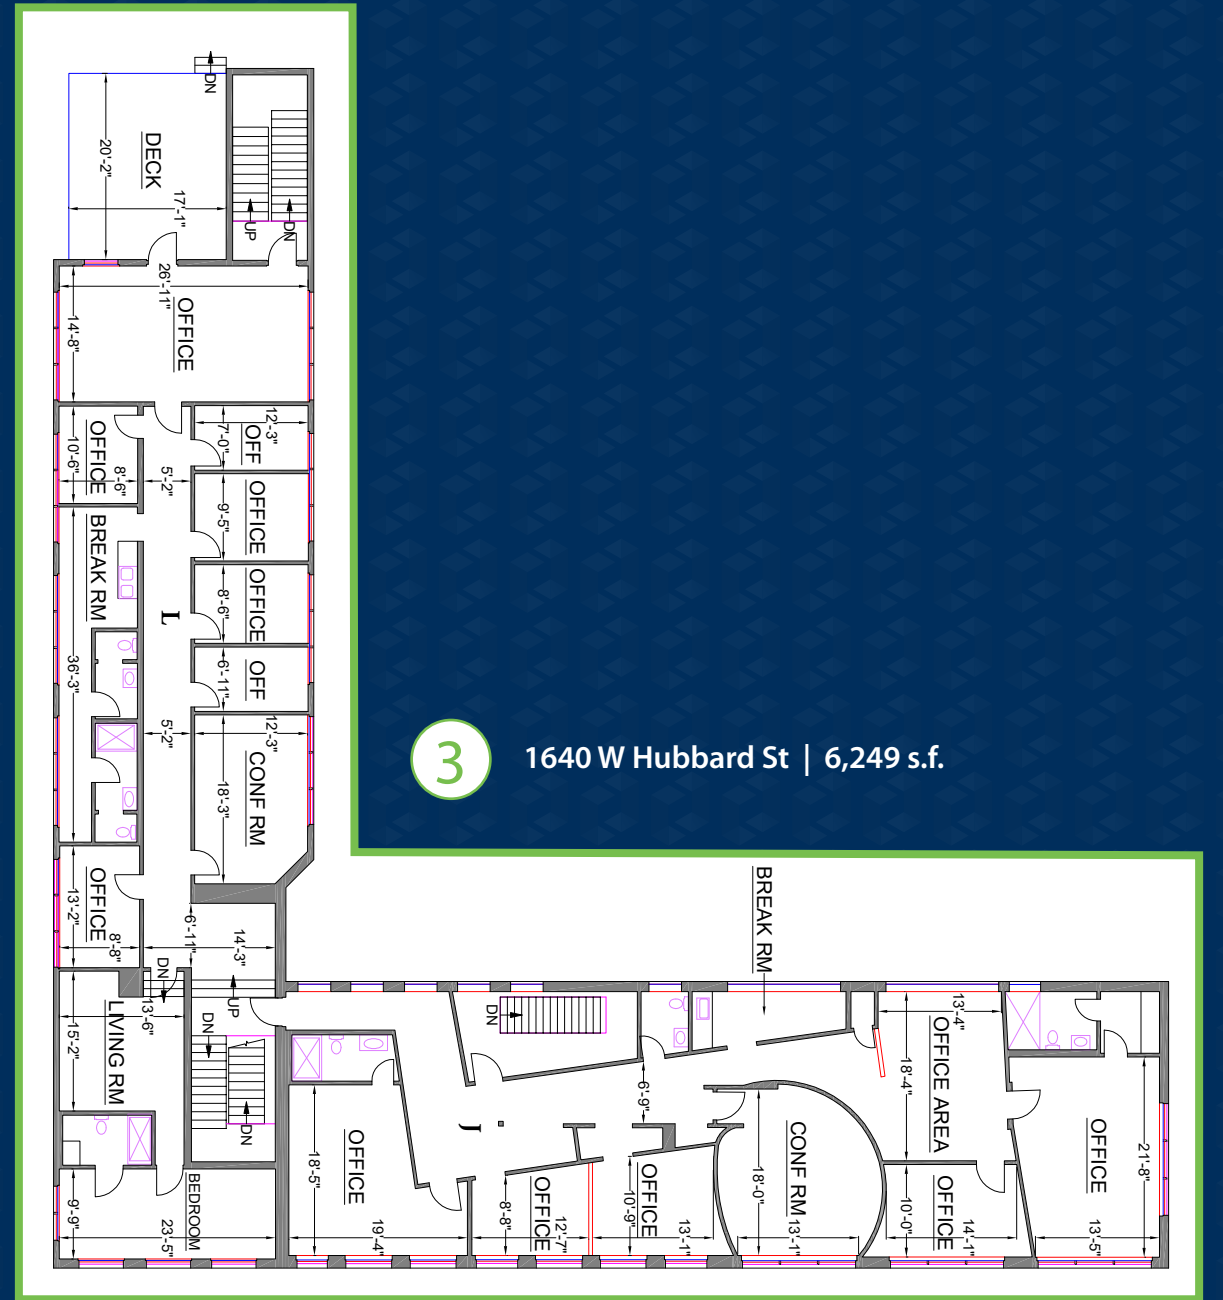 DN
DECK
20'-2"
17'-1"
UP
DN
26'-11"
OFFICE
14'-8"
12'-3"
7'-0"
OFF
OFFICE
10'-6"
8'-6"
5'-2"
9'-5"
OFFICE
BREAK RM
L
8'-6"
OFFICE
6'-11"
OFF
36'-3"
5'-2"
12'-3"
CONF RM
18'-3"
3
1640 W Hubbard St | 6,249 s.f.
OFFICE
13'-2"
8'-8"
6'-11"
14'-3"
DN
UP
13'-6"
LIVING RM
15'-2"
DN
DN
BEDROOM
9'-9"
23'-5"
BREAK RM
DN
13'-4"
OFFICE AREA
18'-4"
6'-9"
J
OFFICE
18'-5"
19'-4"
OFFICE
8'-8"
12'-7"
OFFICE
10'-9"
13'-1"
CONF RM
18'-0"
13'-1"
OFFICE
10'-0"
14'-1"
OFFICE
21'-8"
13'-5"